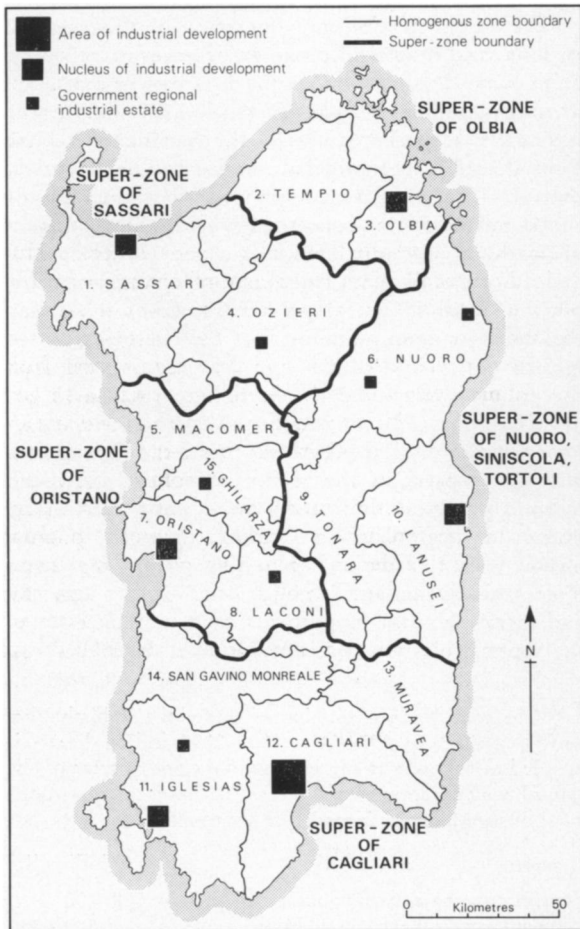 Area of industrial development
Nucleus of industrial development
Government regional
industrial estate
Homogenous zone boundary
Super-zone boundary
SUPER-ZONE
OF OLBIA
SUPER-ZONE
OF
SASSARI
2. TEMPIO
3. OLBIA
1. SASSARI
4. OZIERI
6. NUORO
5. MACOMER
SUPER-ZONE
OF NUORO,
SINISCOLA,
TORTOLI
SUPER-ZONE
OF
ORISTANO
15. GHILARZA
1. ORISTANO
9. SORARA
10. LANUSEI
8. LACONI
N
14. SAN GAVINO MONREALE
13. MURAVEA
12. CAGLIARI
11. IGLESIAS
SUPER-ZONE
OF
CAGLIARI
0 Kilometres 50